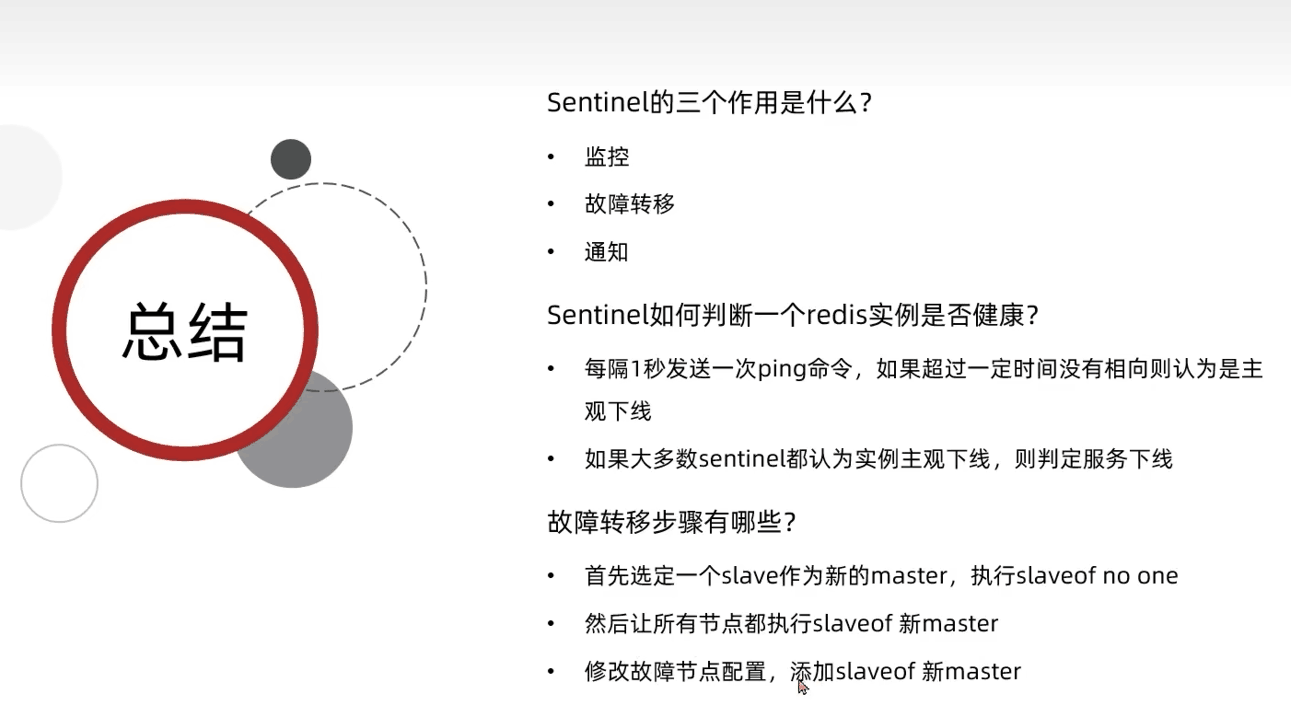 总结
Sentinel的三个作用是什么？
• 监控
• 故障转移
• 通知
Sentinel如何判断一个redis实例是否健康？
• 每隔1秒发送一次ping命令，如果超过一定时间没有相向则认为是主
观下线
• 如果大多数sentinel都认为实例主观下线，则判定服务下线
故障转移步骤有哪些？
• 首先选定一个slave作为新的master，执行slaveof no one
• 然后让所有节点都执行slaveof 新master
• 修改故障节点配置，添加slaveof 新master